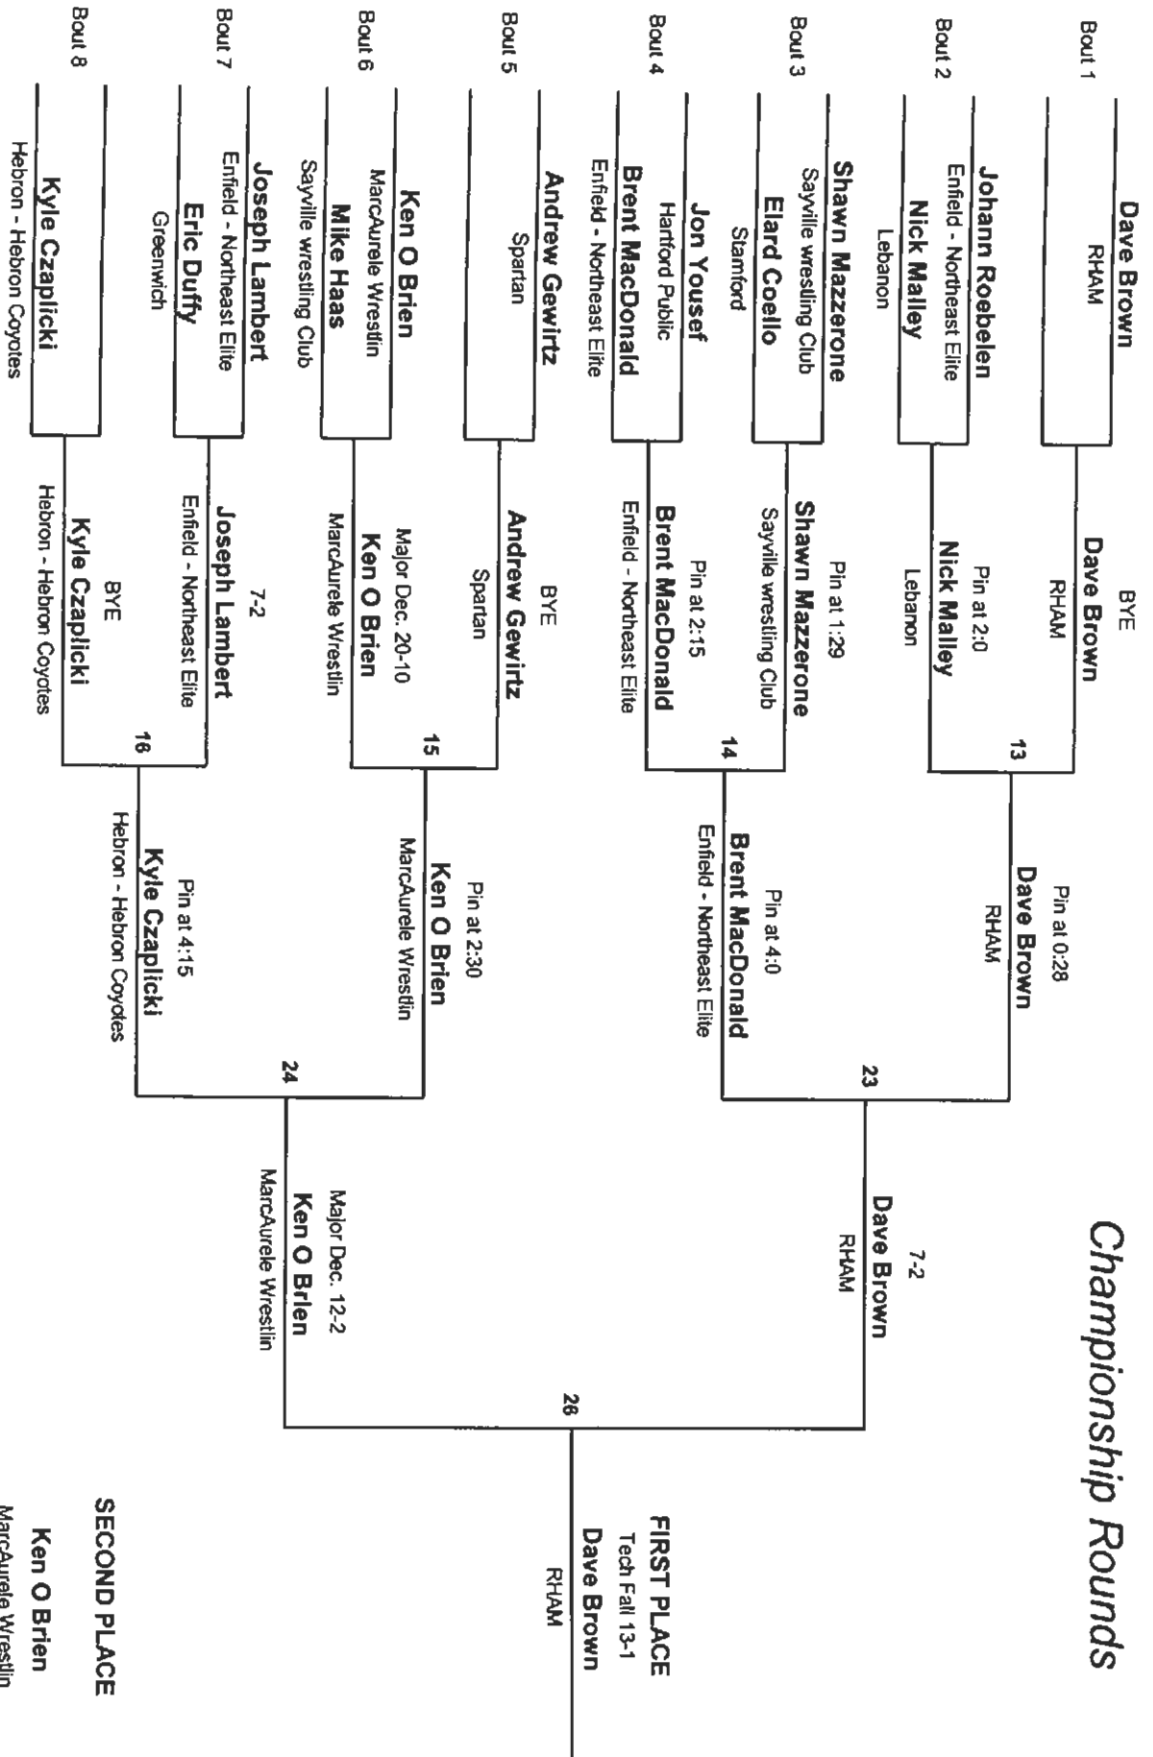 Championship Rounds
Bout 1
Dave Brown
RHAM
Bout 2
Johann Roebelen
Enfield - Northeast Elite
Nick Malley
Lebanon
Bout 3
Shawn Mazzerone
Sayville wrestling Club
Elard Coello
Stamford
Bout 4
Jon Yousef
Hartford Public
Brent MacDonald
Enfield - Northeast Elite
Bout 5
Andrew Gewirtz
Spartan
Bout 6
Ken O Brien
MarcAurele Wrestlin
Mike Haas
Sayville wrestling Club
Bout 7
Joseph Lambert
Enfield - Northeast Elite
Eric Duffy
Greenwich
Bout 8
Kyle Czaplicki
Hebron - Hebron Coyotes
BYE
Dave Brown
RHAM
Pin at 2:0
Nick Malley
Lebanon
Pin at 1:29
Shawn Mazzerone
Sayville wrestling Club
Pin at 2:15
Brent MacDonald
Enfield - Northeast Elite
BYE
Andrew Gewirtz
Spartan
Major Dec. 20-10
Ken O Brien
MarcAurele Wrestlin
7-2
Joseph Lambert
Enfield - Northeast Elite
BYE
Kyle Czaplicki
Hebron - Hebron Coyotes
13
14
15
16
Pin at 0:28
Dave Brown
RHAM
Pin at 4:0
Brent MacDonald
Enfield - Northeast Elite
Pin at 2:30
Ken O Brien
MarcAurele Wrestlin
Pin at 4:15
Kyle Czaplicki
Hebron - Hebron Coyotes
23
24
7-2
Dave Brown
RHAM
Major Dec. 12-2
Ken O Brien
MarcAurele Wrestlin
26
FIRST PLACE
Tech Fall 13-1
Dave Brown
RHAM
SECOND PLACE
Ken O Brien
MarcAurele Wrestlin